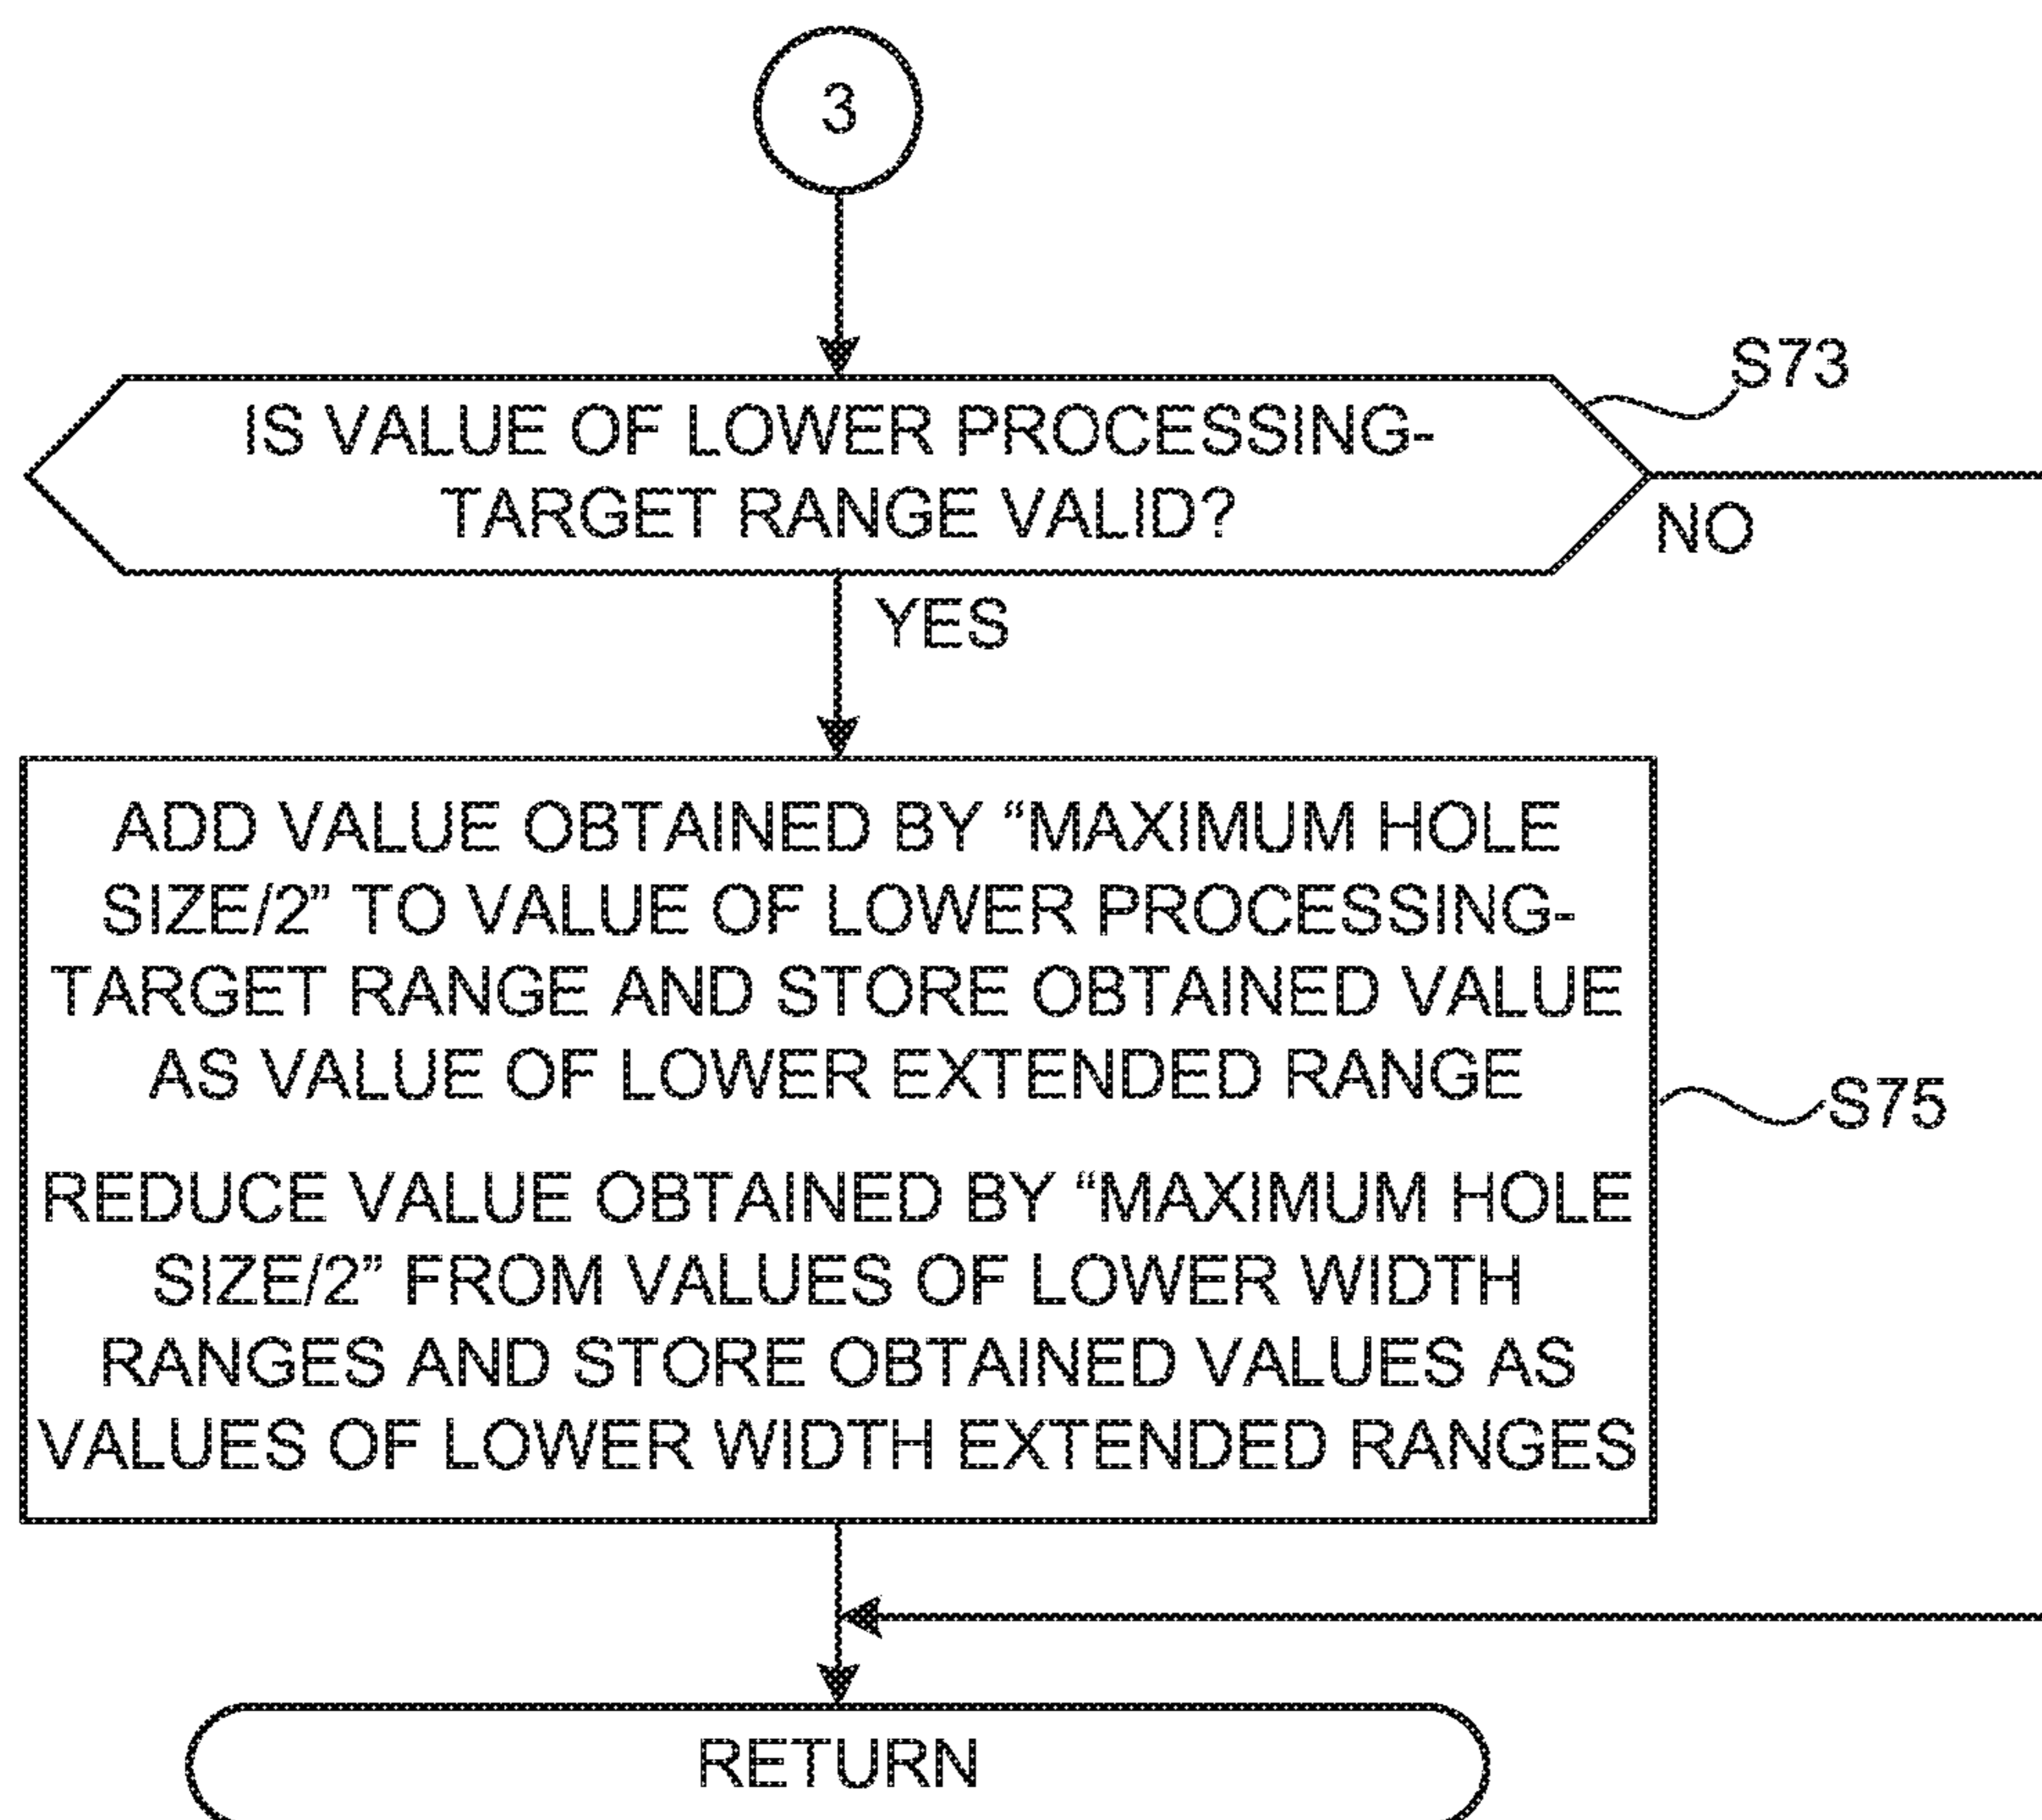 3
S73
IS VALUE OF LOWER PROCESSING-
TARGET RANGE VALID?
NO
YES
ADD VALUE OBTAINED BY “MAXIMUM HOLE
SIZE/2” TO VALUE OF LOWER PROCESSING-
TARGET RANGE AND STORE OBTAINED VALUE
AS VALUE OF LOWER EXTENDED RANGE
S75
REDUCE VALUE OBTAINED BY “MAXIMUM HOLE
SIZE/2” FROM VALUES OF LOWER WIDTH
RANGES AND STORE OBTAINED VALUES AS
VALUES OF LOWER WIDTH EXTENDED RANGES
RETURN